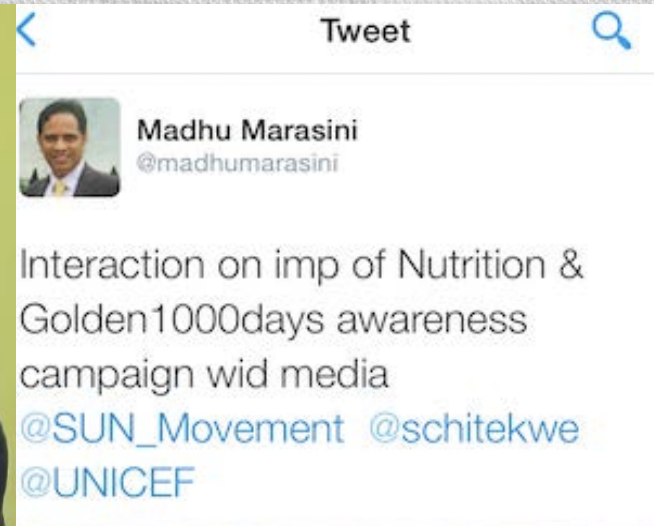 Tweet
Madhu Marasini
@madhumarasini
Interaction on imp of Nutrition &
Golden1000days awareness
campaign wid media
@SUN_Movement @schitekwe
@UNICEF